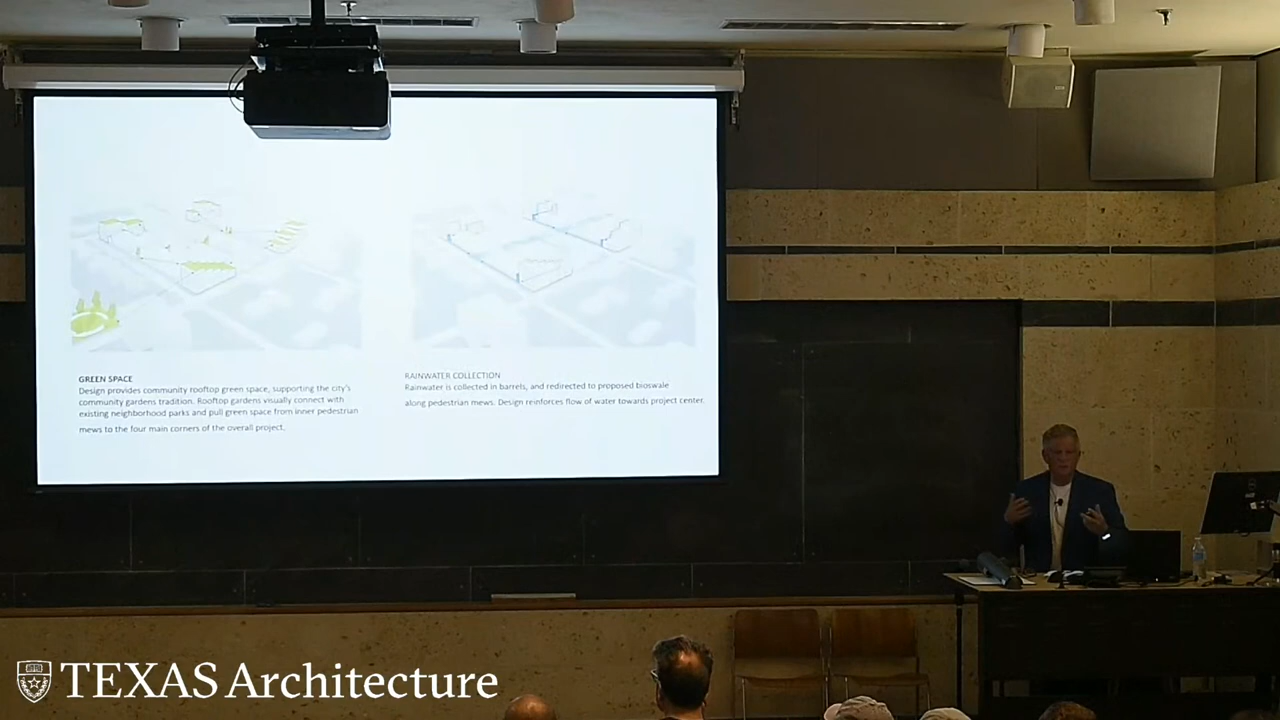 GREEN SPACE
Design provides community rooftop green space, supporting the city's
community gardens tradition. Rooftop gardens visually connect with
existing neighborhood parks and pull green space from inner pedestrian
mews to the four main corners of the overall project.
RAINWATER COLLECTION
Rainwater is collected in barrels, and redirected to proposed bioswale
along pedestrian mews. Design reinforces flow of water towards project center.
TEXAS Architecture